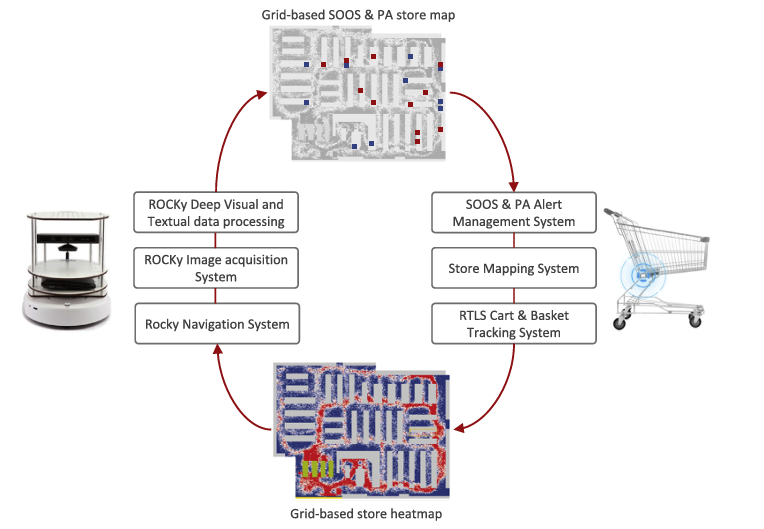 Grid-based SOOS & PA store map
ROCKy Deep Visual and
Textual data processing
ROCKy Image acquisition
System
Rocky Navigation System
SOOS & PA Alert
Management System
Store Mapping System
RTLS Cart & Basket
Tracking System
Grid-based store heatmap